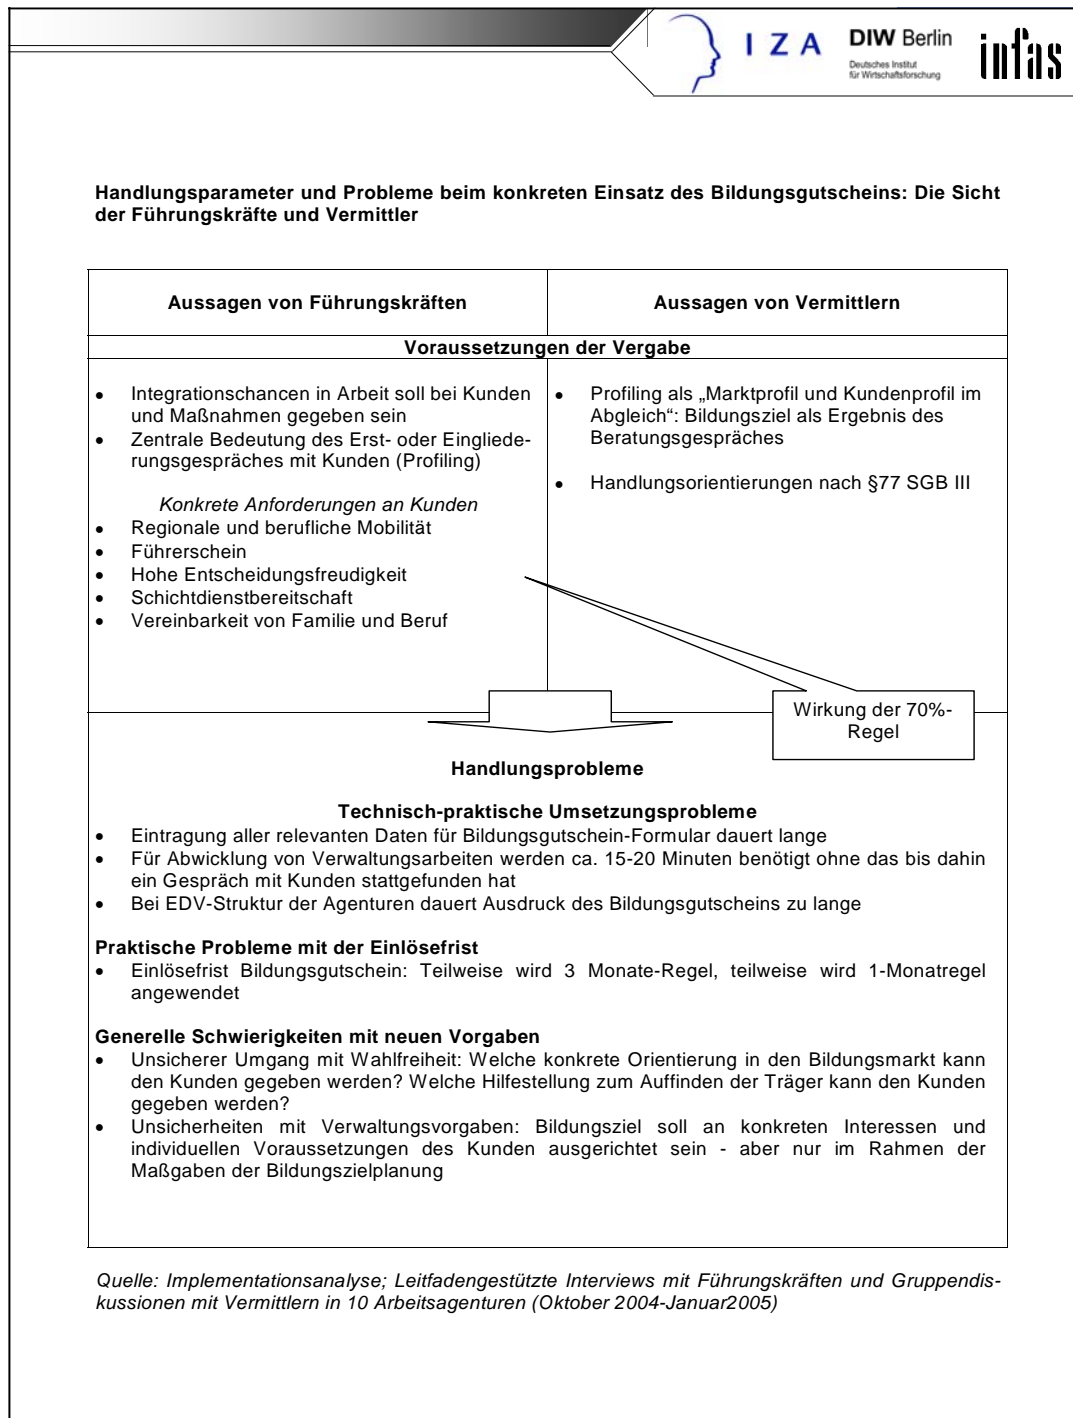 I Z A
DIW Berlin
Deutsches Institut
für Wirtschaftsforschung
infas
Handlungsparameter und Probleme beim konkreten Einsatz des Bildungsgutscheins: Die Sicht
der Führungskräfte und Vermittler
Aussagen von Führungskräften
Aussagen von Vermittlern
Voraussetzungen der Vergabe
• Integrationschancen in Arbeit soll bei Kunden
und Maßnahmen gegeben sein
• Zentrale Bedeutung des Erst- oder Eingliede-
rungsgespräches mit Kunden (Profiling)
Konkrete Anforderungen an Kunden
• Regionale und berufliche Mobilität
• Führerschein
• Hohe Entscheidungsfreudigkeit
• Schichtdienstbereitschaft
• Vereinbarkeit von Familie und Beruf
• Profiling als „Marktprofil und Kundenprofil im
Abgleich“: Bildungsziel als Ergebnis des
Beratungsgespräches
• Handlungsorientierungen nach §77 SGB III
Wirkung der 70%-
Regel
Handlungsprobleme
Technisch-praktische Umsetzungsprobleme
• Eintragung aller relevanten Daten für Bildungsgutschein-Formular dauert lange
• Für Abwicklung von Verwaltungsarbeiten werden ca. 15-20 Minuten benötigt ohne das bis dahin
ein Gespräch mit Kunden stattgefunden hat
• Bei EDV-Struktur der Agenturen dauert Ausdruck des Bildungsgutscheins zu lange
Praktische Probleme mit der Einlösefrist
• Einlösefrist Bildungsgutschein: Teilweise wird 3 Monate-Regel, teilweise wird 1-Monatregel
angewendet
Generelle Schwierigkeiten mit neuen Vorgaben
• Unsicherer Umgang mit Wahlfreiheit: Welche konkrete Orientierung in den Bildungsmarkt kann
den Kunden gegeben werden? Welche Hilfestellung zum Auffinden der Träger kann den Kunden
gegeben werden?
• Unsicherheiten mit Verwaltungsvorgaben: Bildungsziel soll an konkreten Interessen und
individuellen Voraussetzungen des Kunden ausgerichtet sein - aber nur im Rahmen der
Maßgaben der Bildungszielplanung
Quelle: Implementationsanalyse; Leitfadengestützte Interviews mit Führungskräften und Gruppendis-
kussionen mit Vermittlern in 10 Arbeitsagenturen (Oktober 2004-Januar2005)